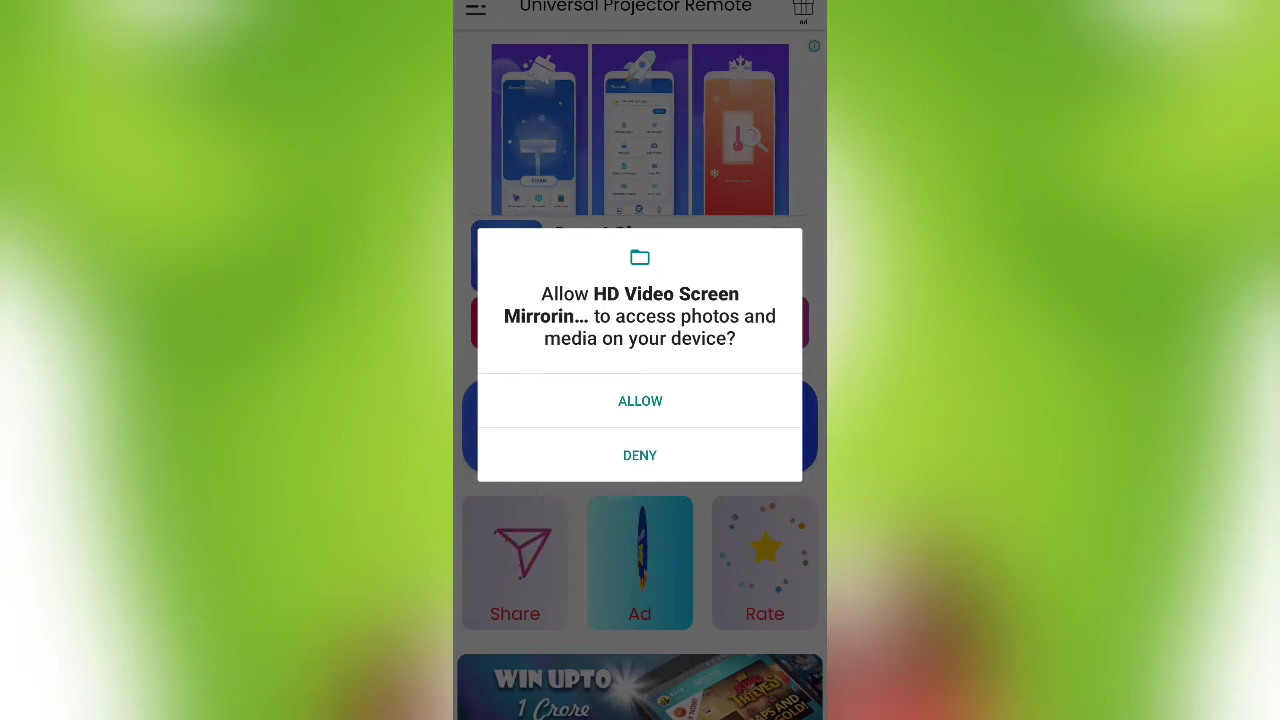 Universal Projector Remote
Ad
Allow HD Video Screen
Mirrorin... to access photos and
media on your device?
ALLOW
DENY
Share
Ad
Rate
WIN UPTO
1 Crore